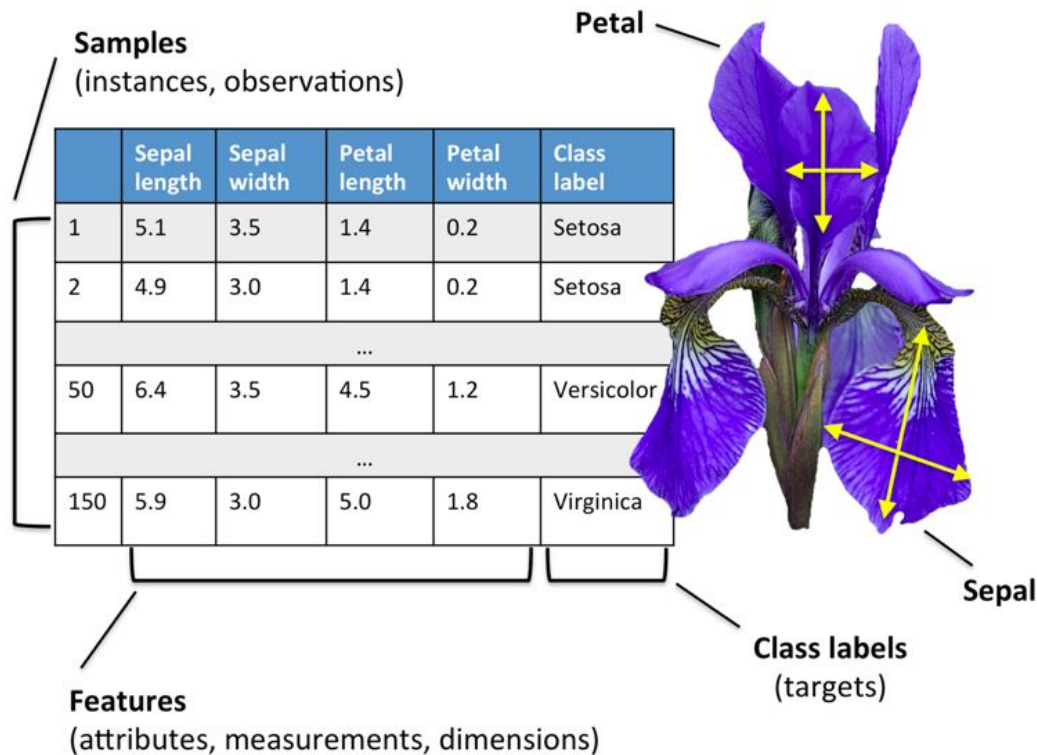 Samples
(instances, observations)
Petal
Sepal length Sepal width Petal length Petal width Class label
1 5.1 3.5 1.4 0.2 Setosa
2 4.9 3.0 1.4 0.2 Setosa
...
50 6.4 3.5 4.5 1.2 Versicolor
...
150 5.9 3.0 5.0 1.8 Virginica
Sepal
Class labels
(targets)
Features
(attributes, measurements, dimensions)